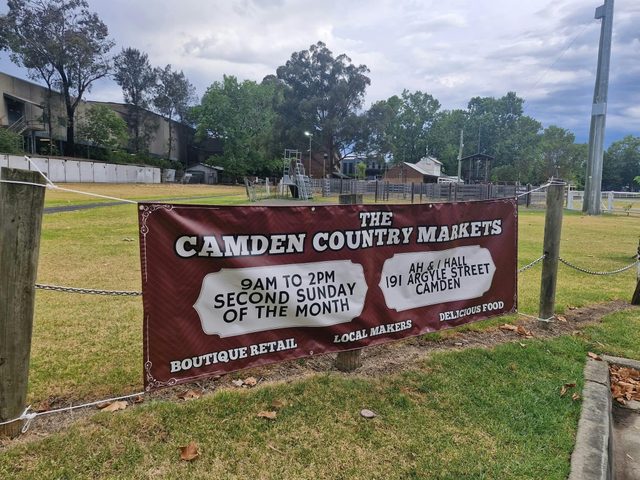 THE
CAMDEN COUNTRY MARKETS
9AM TO 2PM
SECOND SUNDAY
OF THE MONTH
AH & I HALL
191 ARGYLE STREET
CAMDEN
BOUTIQUE RETAIL
LOCAL MAKERS
DELICIOUS FOOD